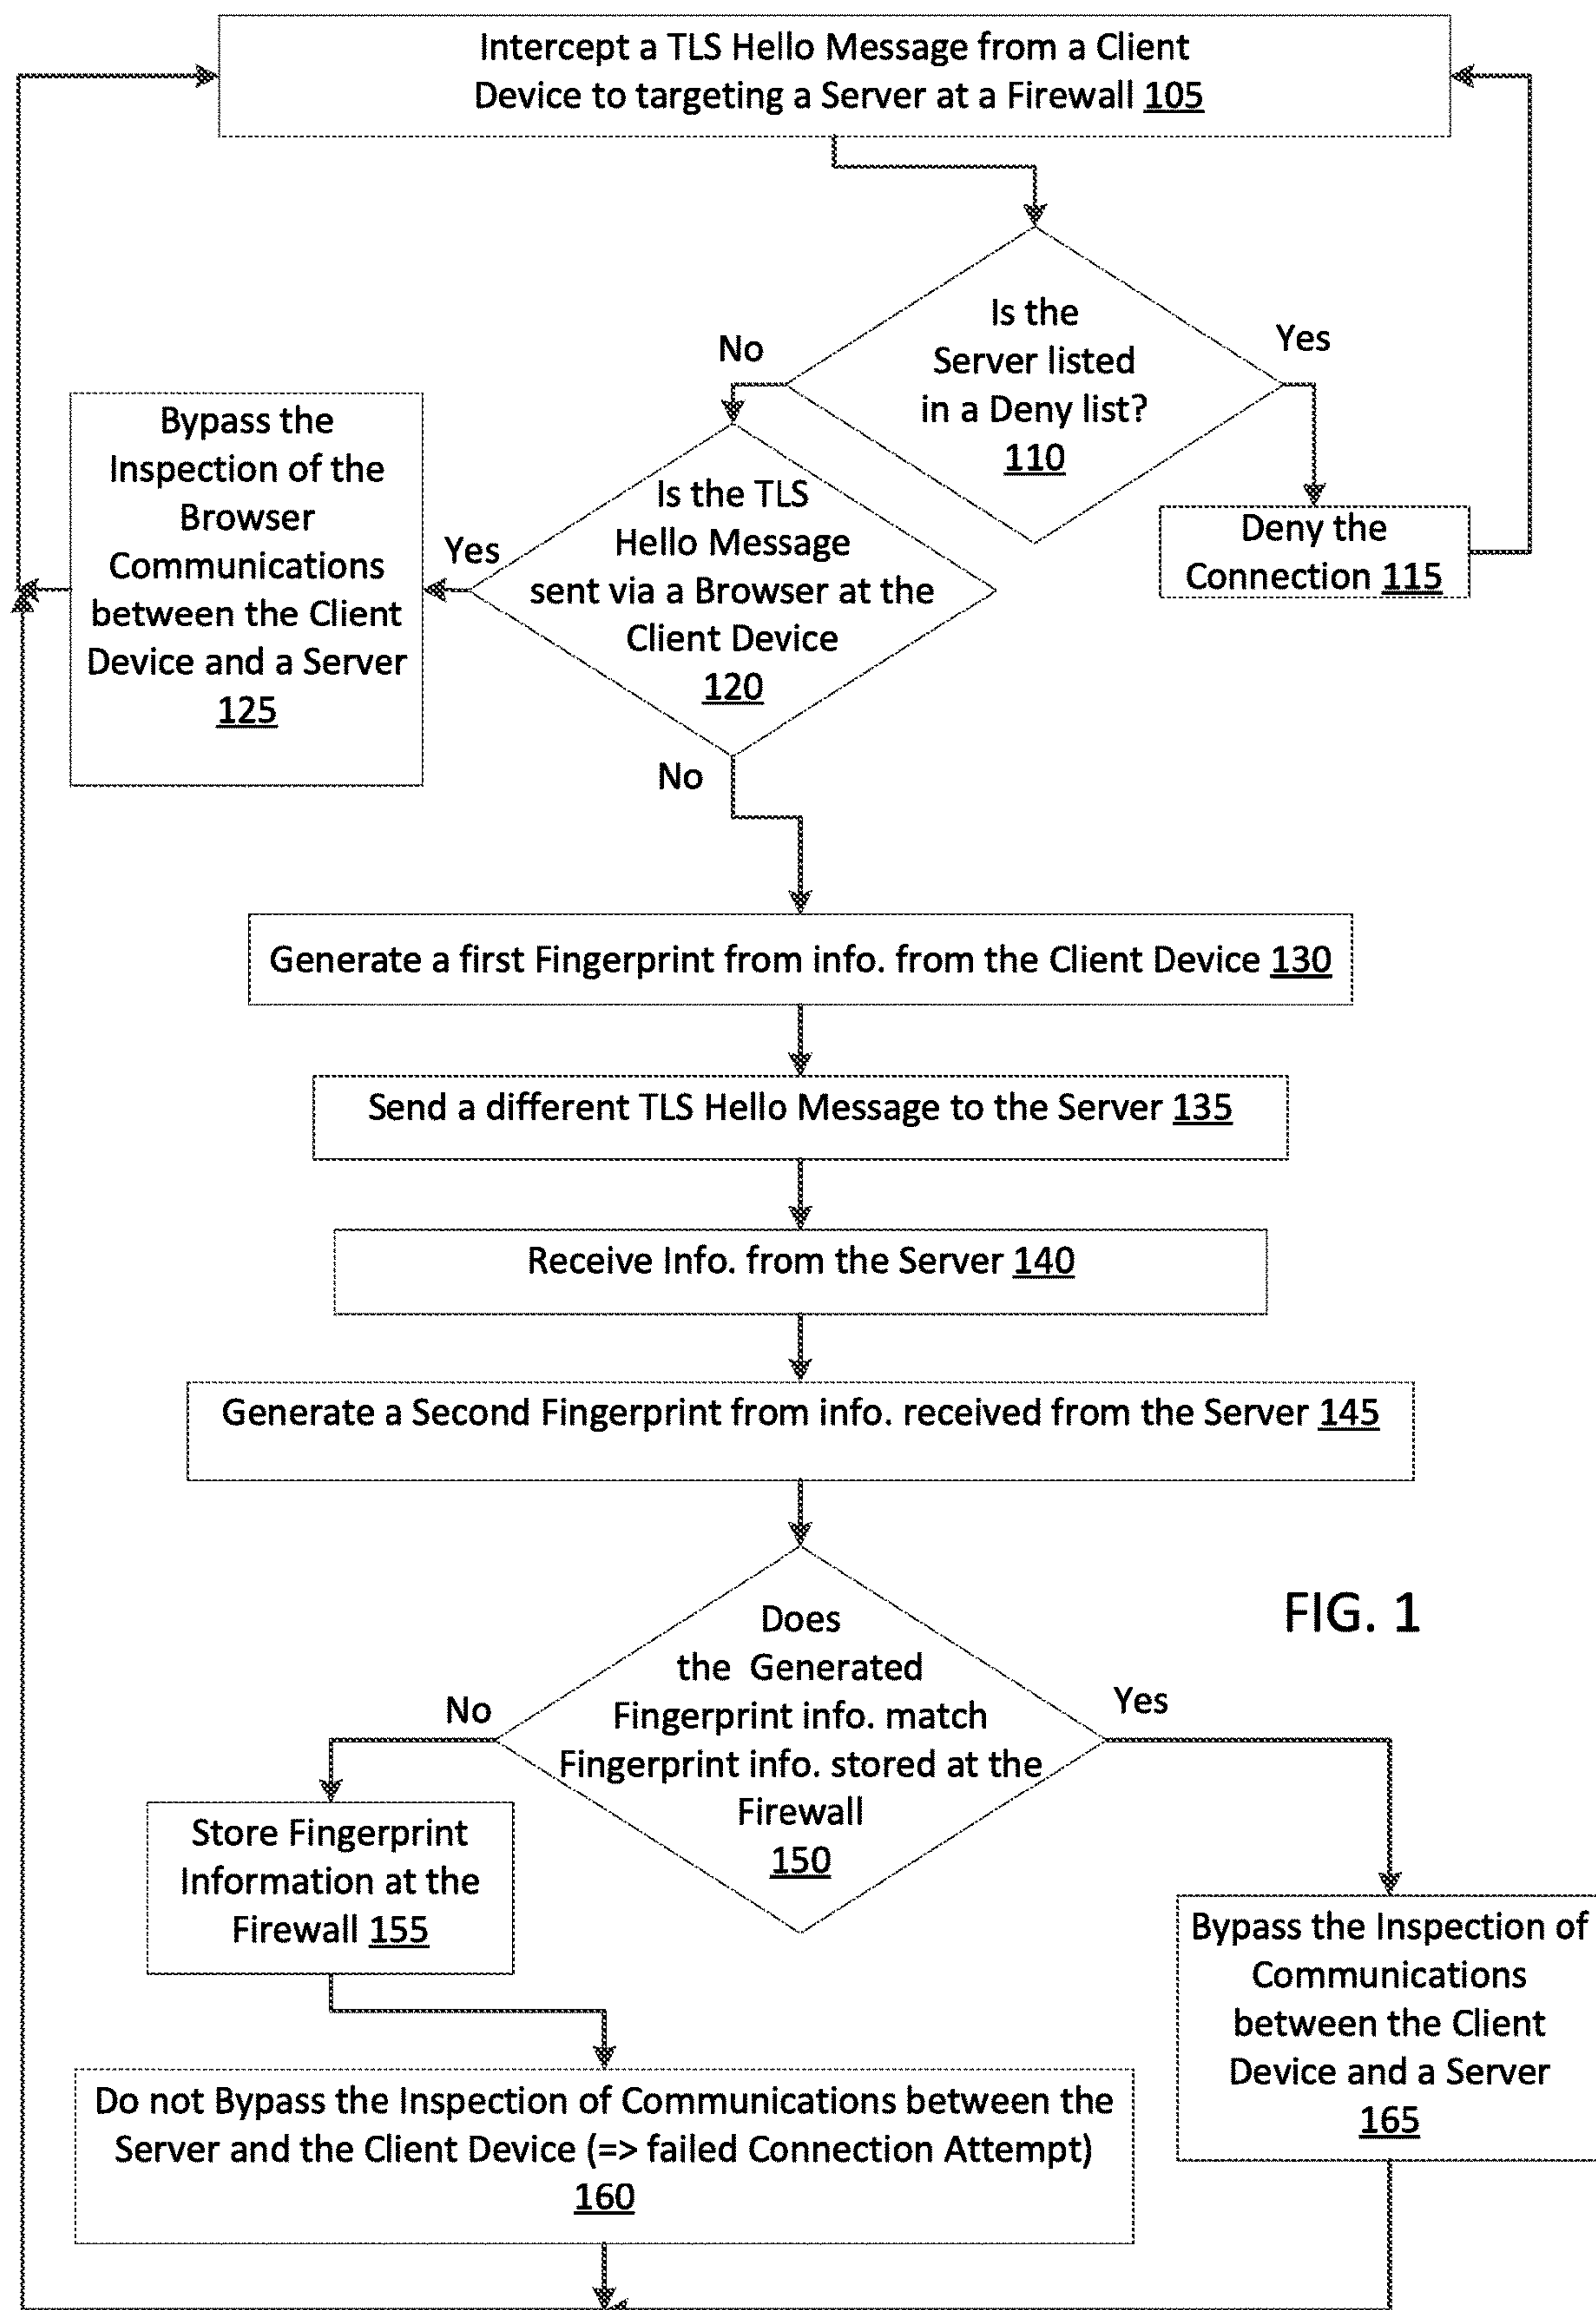 Intercept a TLS Hello Message from a Client
Device to targeting a Server at a Firewall 105
Is the
Server listed
in a Deny list?
110
No
Yes
Deny the
Connection 115
Is the TLS
Hello Message
sent via a Browser at the
Client Device
120
Yes
No
Bypass the
Inspection of the
Browser
Communications
between the Client
Device and a Server
125
Generate a first Fingerprint from info. from the Client Device 130
Send a different TLS Hello Message to the Server 135
Receive Info. from the Server 140
Generate a Second Fingerprint from info. received from the Server 145
FIG. 1
Does
the Generated
Fingerprint info. match
Fingerprint info. stored at the
Firewall
150
No
Yes
Store Fingerprint
Information at the
Firewall 155
Do not Bypass the Inspection of Communications between the
Server and the Client Device (=> failed Connection Attempt)
160
Bypass the Inspection of
Communications
between the Client
Device and a Server
165